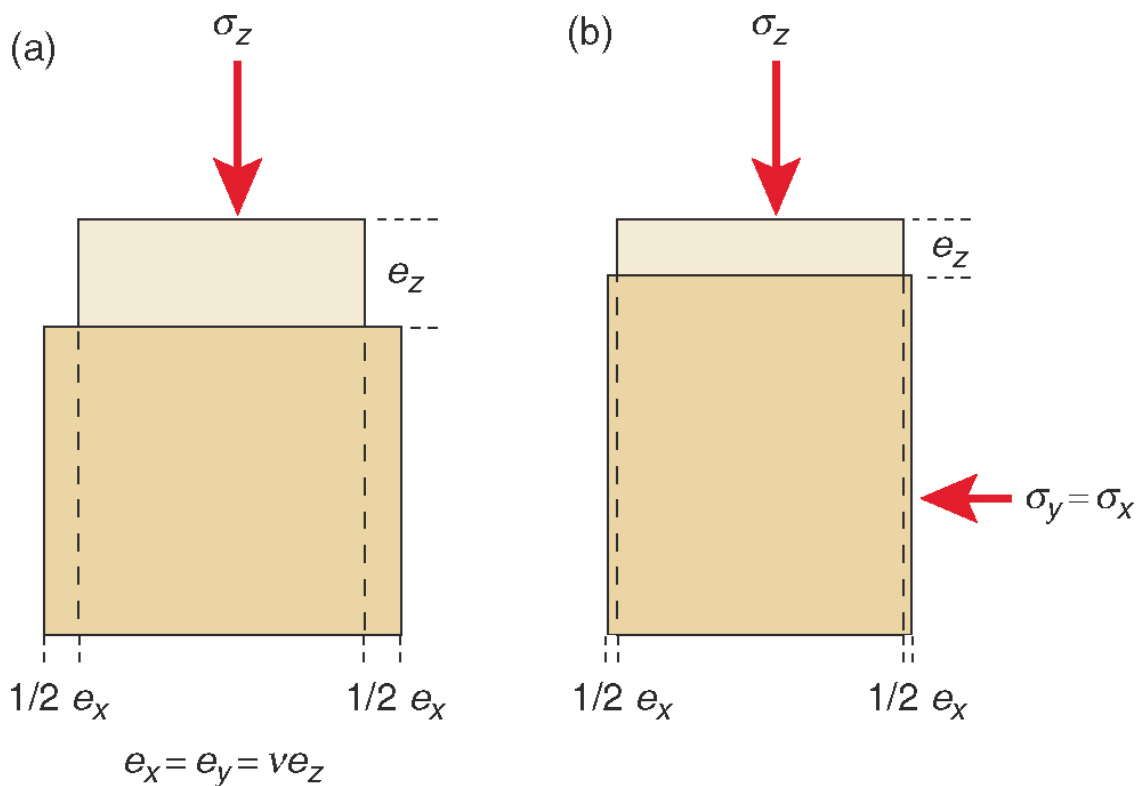 (a)
σz
ez
1/2 ex
1/2 ex
ex = ey = νez
(b)
σz
ez
σy = σx
1/2 ex
1/2 ex